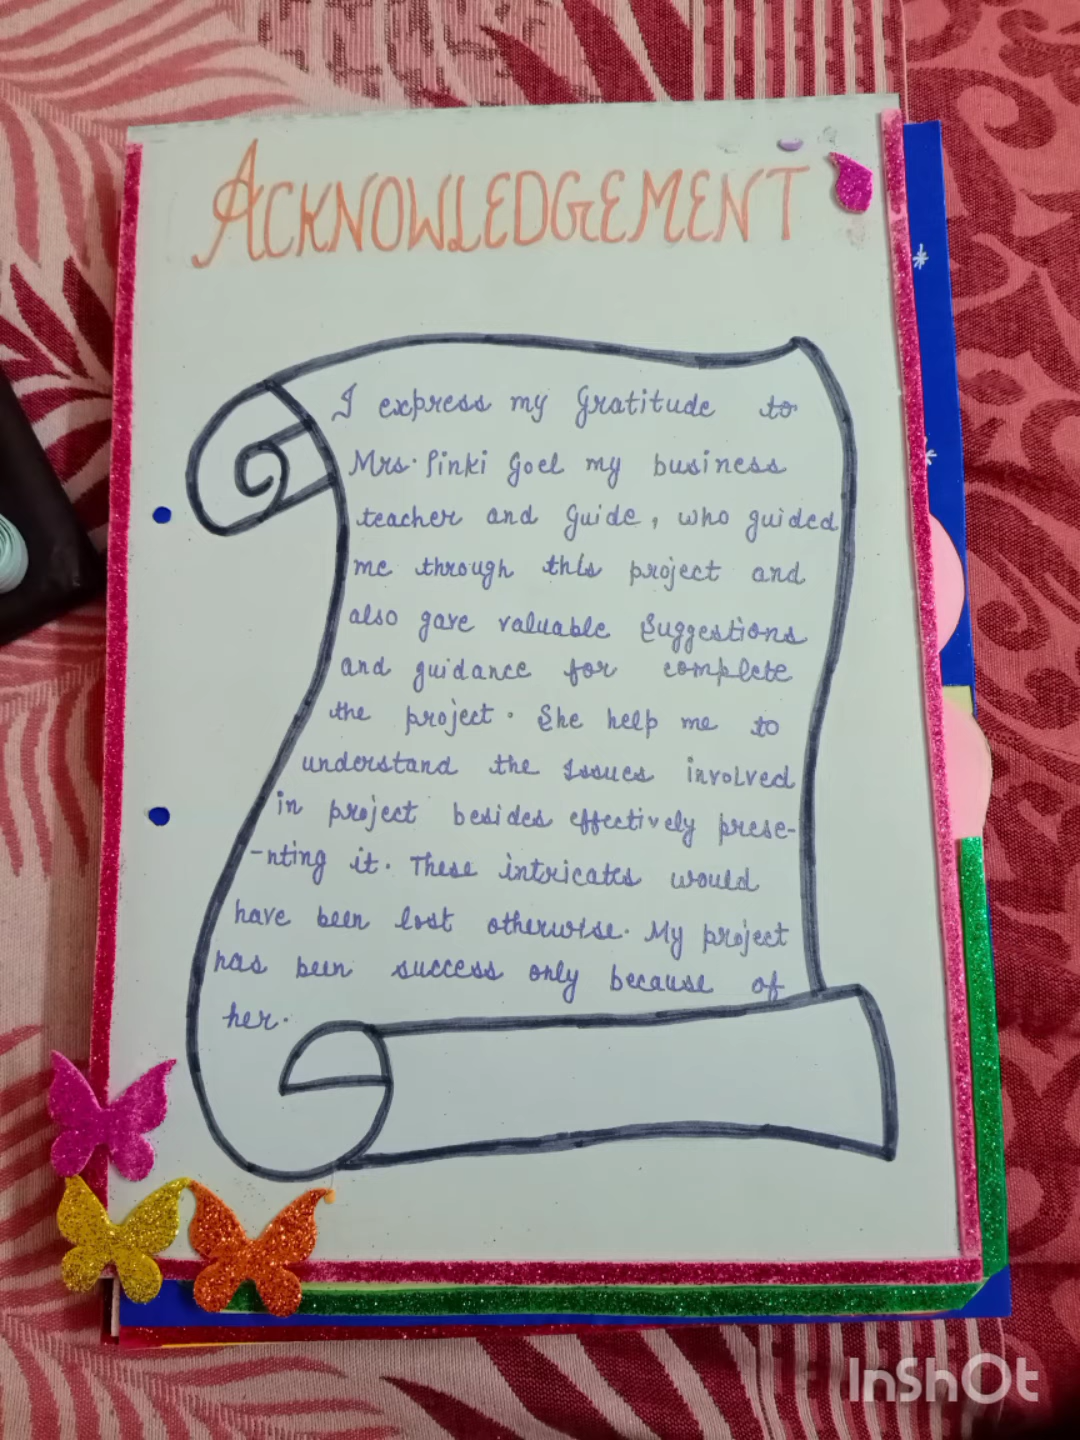 ACKNOWLEDGEMENT
I express my Gratitude to
Mrs. Pinki Goel my business
teacher and Guide, who guided
me through this project and
also gave valuable Suggestions
and guidance for complete
the project. She help me to
understand the Issues involved
in project besides effectively prese-
-nting it. These intricates would
have been lost otherwise. My project
has been success only because of
her.
InShOt